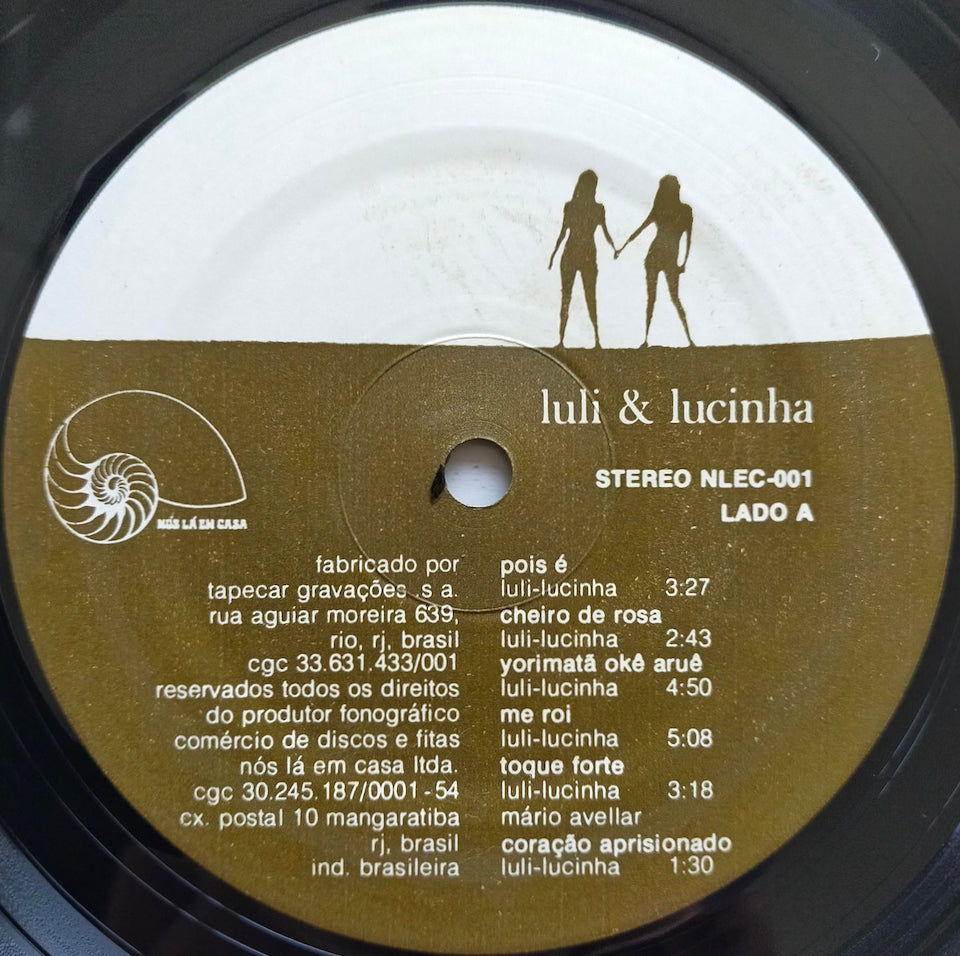 luli & lucinha
STEREO NLEC-001
LADO A
NÓS LÁ EM CASA
fabricado por
tapecar gravações s a.
rua aguiar moreira 639,
rio, rj, brasil
cgc 33.631.433/001
reservados todos os direitos
do produtor fonográfico
comércio de discos e fitas
nós lá em casa ltda.
cgc 30.245.187/0001-54
cx. postal 10 mangaratiba
rj, brasil
ind. brasileira
pois é
luli-lucinha 3:27
cheiro de rosa
luli-lucinha 2:43
yorimatã okê aruê
luli-lucinha 4:50
me roi
luli-lucinha 5:08
toque forte
luli-lucinha 3:18
mário avellar
coração aprisionado
luli-lucinha 1:30